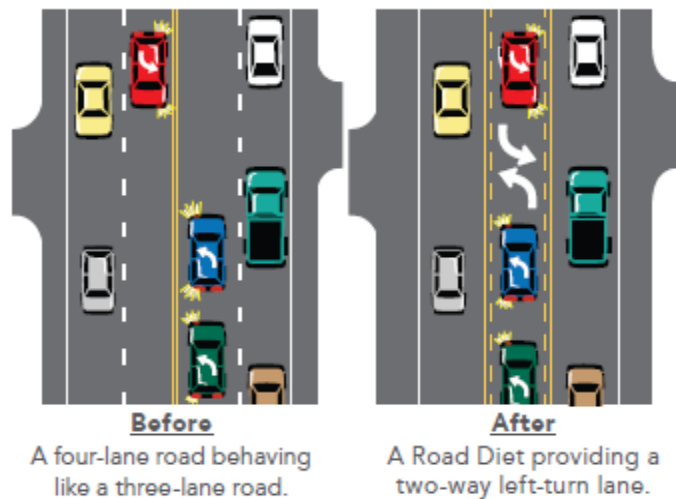 Before
A four-lane road behaving
like a three-lane road.
After
A Road Diet providing a
two-way left-turn lane.